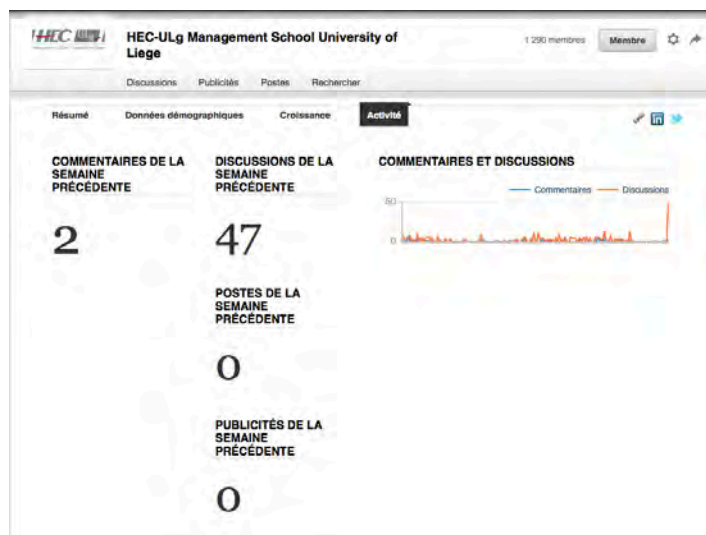 HEC
HEC-ULg Management School University of
Liege
1 290 membres
Membre
Discussions Publicités Postes Rechercher
Résumé Données démographiques Croissance Activité
in
COMMENTAIRES DE LA
SEMAINE
PRÉCÉDENTE
2
DISCUSSIONS DE LA
SEMAINE
PRÉCÉDENTE
47
POSTES DE LA
SEMAINE
PRÉCÉDENTE
0
PUBLICITÉS DE LA
SEMAINE
PRÉCÉDENTE
0
COMMENTAIRES ET DISCUSSIONS
Commentaires Discussions
50
0